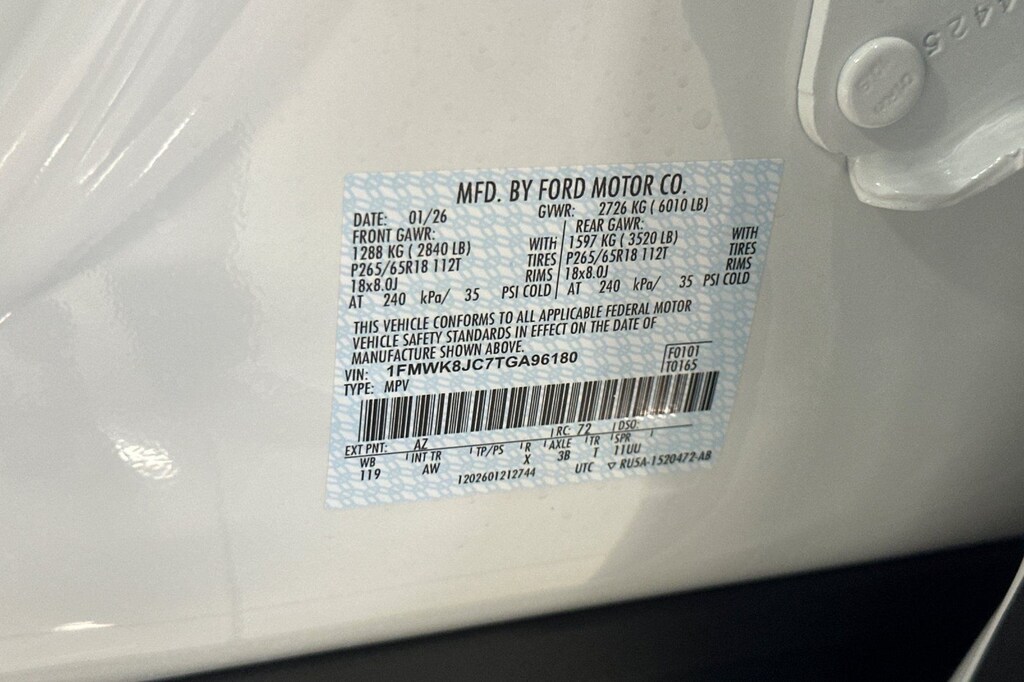 4425
MFD. BY FORD MOTOR CO.
DATE: 01/26 GVWR: 2726 KG ( 6010 LB)
FRONT GAWR: REAR GAWR:
1288 KG ( 2840 LB) WITH 1597 KG ( 3520 LB) WITH
P265/65R18 112T TIRES P265/65R18 112T TIRES
18x8.0J RIMS 18x8.0J RIMS
AT 240 kPa/ 35 PSI COLD AT 240 kPa/ 35 PSI COLD
THIS VEHICLE CONFORMS TO ALL APPLICABLE FEDERAL MOTOR
VEHICLE SAFETY STANDARDS IN EFFECT ON THE DATE OF
MANUFACTURE SHOWN ABOVE.
VIN: 1FMWK8JC7TGA96180 F0101
TYPE: MPV T0165
EXT PNT: AZ RC: 72 DSO:
WB INT TR TP/PS R AXLE TR SPR
119 AW X 3B T 11UU
1202601212744 UTC ▽ RU5A-1520472-AB